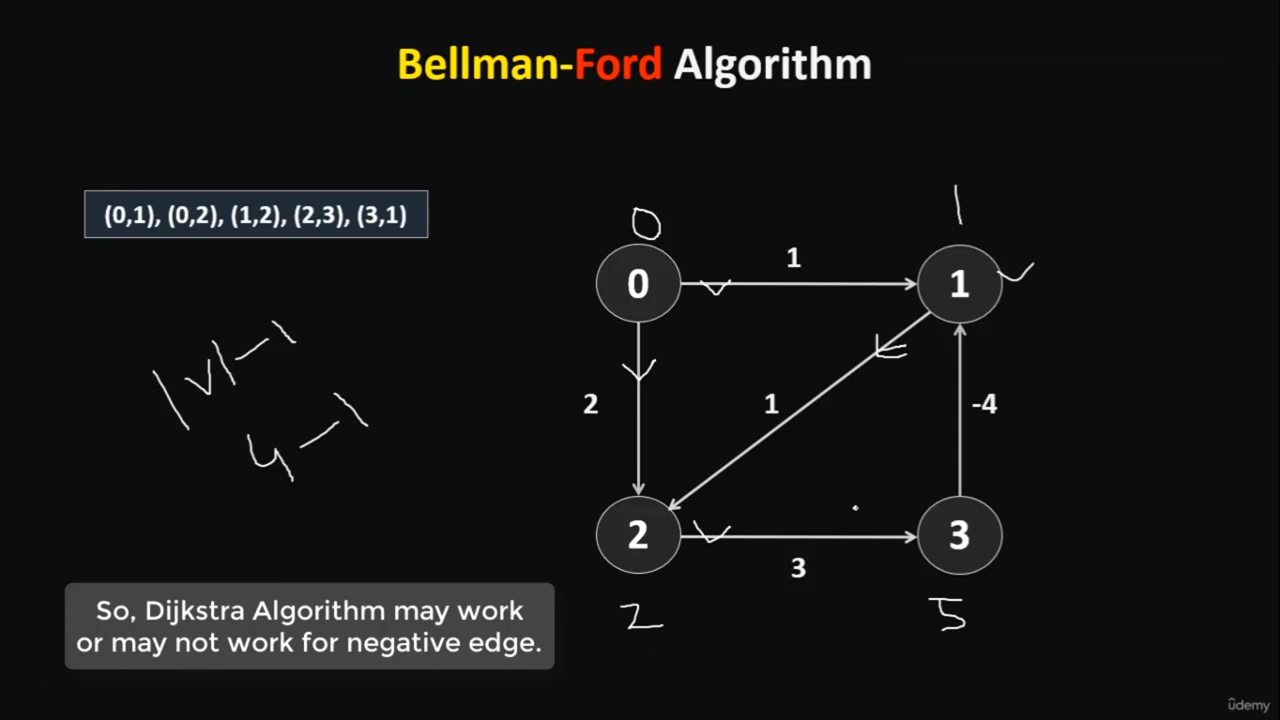 Bellman-Ford Algorithm
(0,1), (0,2), (1,2), (2,3), (3,1)
|V|-1
4-1
0
1
0
1
1
2
1
-4
2
3
3
2
5
So, Dijkstra Algorithm may work
or may not work for negative edge.
ûdemy